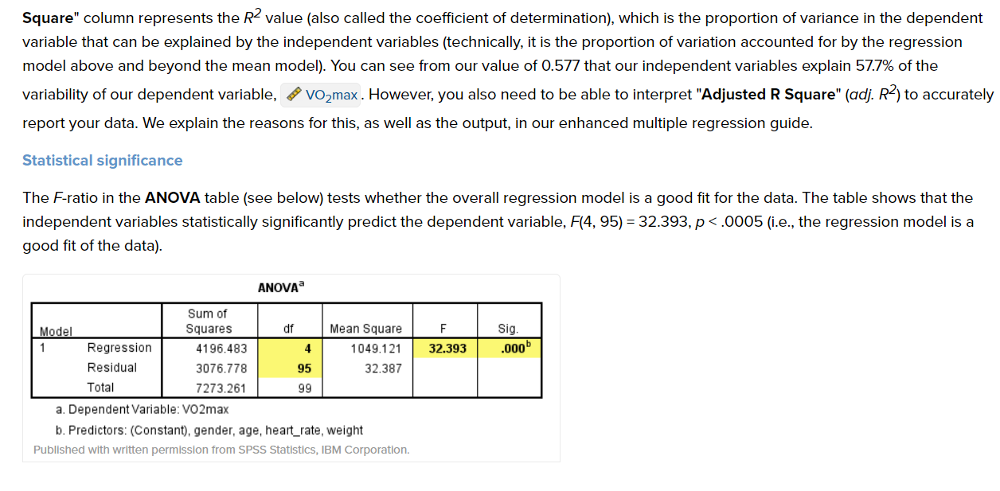 Square" column represents the R2 value (also called the coefficient of determination), which is the proportion of variance in the dependent
variable that can be explained by the independent variables (technically, it is the proportion of variation accounted for by the regression
model above and beyond the mean model). You can see from our value of 0.577 that our independent variables explain 57.7% of the
variability of our dependent variable, VO2max. However, you also need to be able to interpret "Adjusted R Square" (adj. R2) to accurately
report your data. We explain the reasons for this, as well as the output, in our enhanced multiple regression guide.
Statistical significance
The F-ratio in the ANOVA table (see below) tests whether the overall regression model is a good fit for the data. The table shows that the
independent variables statistically significantly predict the dependent variable, F(4, 95) = 32.393, p < .0005 (i.e., the regression model is a
good fit of the data).
ANOVAa
Model Sum of Squares df Mean Square F Sig.
1 Regression 4196.483 4 1049.121 32.393 .000b
Residual 3076.778 95 32.387
Total 7273.261 99
a. Dependent Variable: VO2max
b. Predictors: (Constant), gender, age, heart_rate, weight
Published with written permission from SPSS Statistics, IBM Corporation.